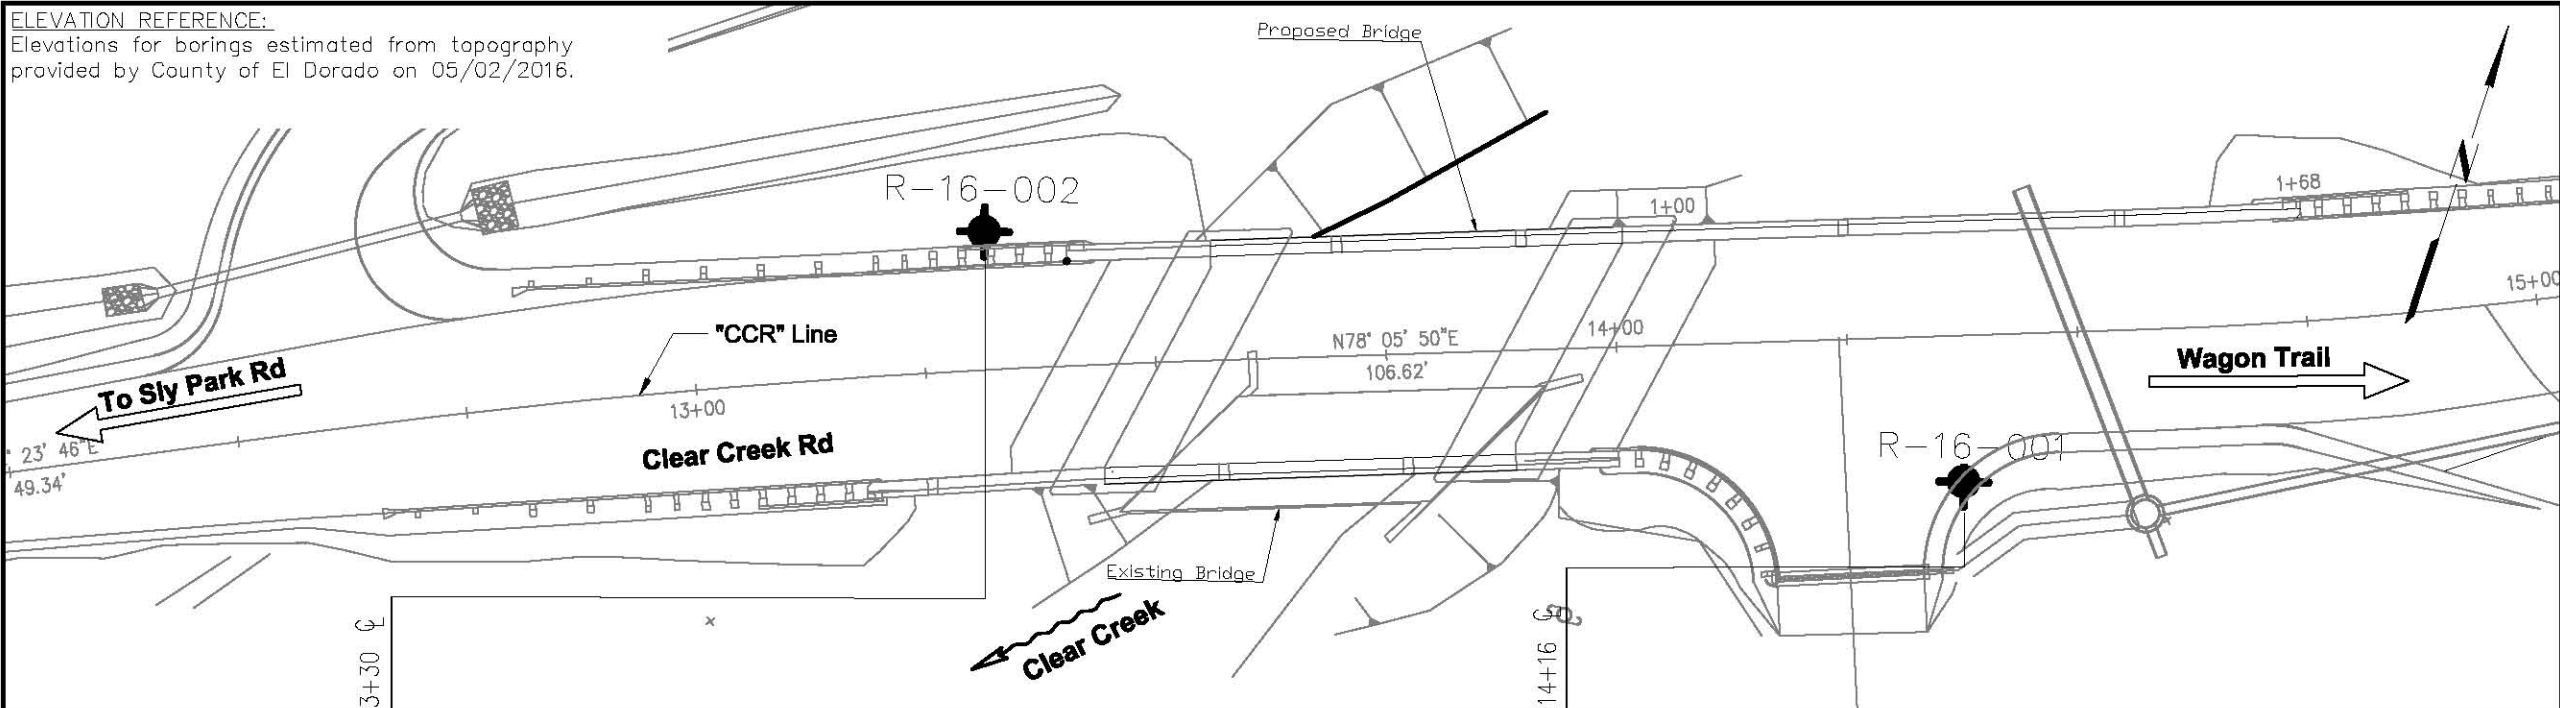 ELEVATION REFERENCE:
Elevations for borings estimated from topography
provided by County of El Dorado on 05/02/2016.
Proposed Bridge
R-16-002
1+68
1+00
15+00
"CCR" Line
N78° 05' 50"E
14+00
106.62'
Wagon Trail
To Sly Park Rd
13+00
Clear Creek Rd
R-16-001
° 23' 46"E
49.34'
Existing Bridge
Clear Creek
3+30 ℄
14+16 ℄